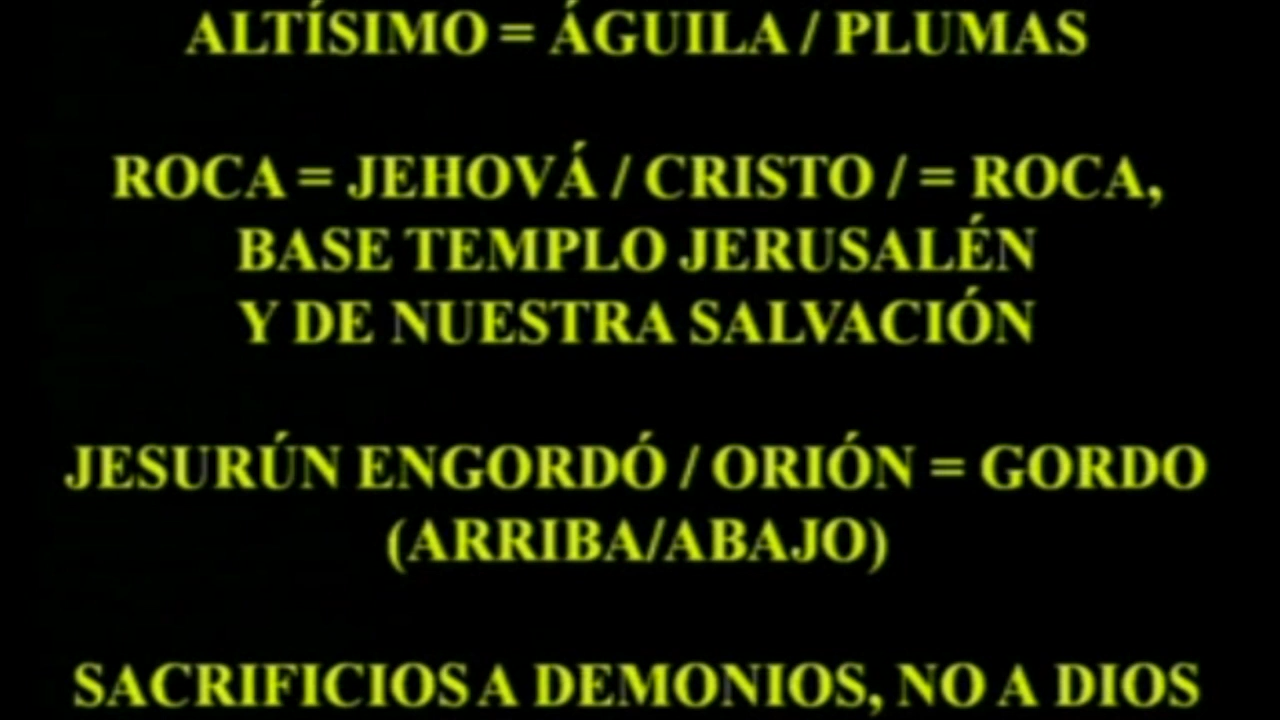 ALTÍSIMO = ÁGUILA / PLUMAS
ROCA = JEHOVÁ / CRISTO / = ROCA,
BASE TEMPLO JERUSALÉN
Y DE NUESTRA SALVACIÓN
JESURÚN ENGORDÓ / ORIÓN = GORDO
(ARRIBA/ABAJO)
SACRIFICIOS A DEMONIOS, NO A DIOS